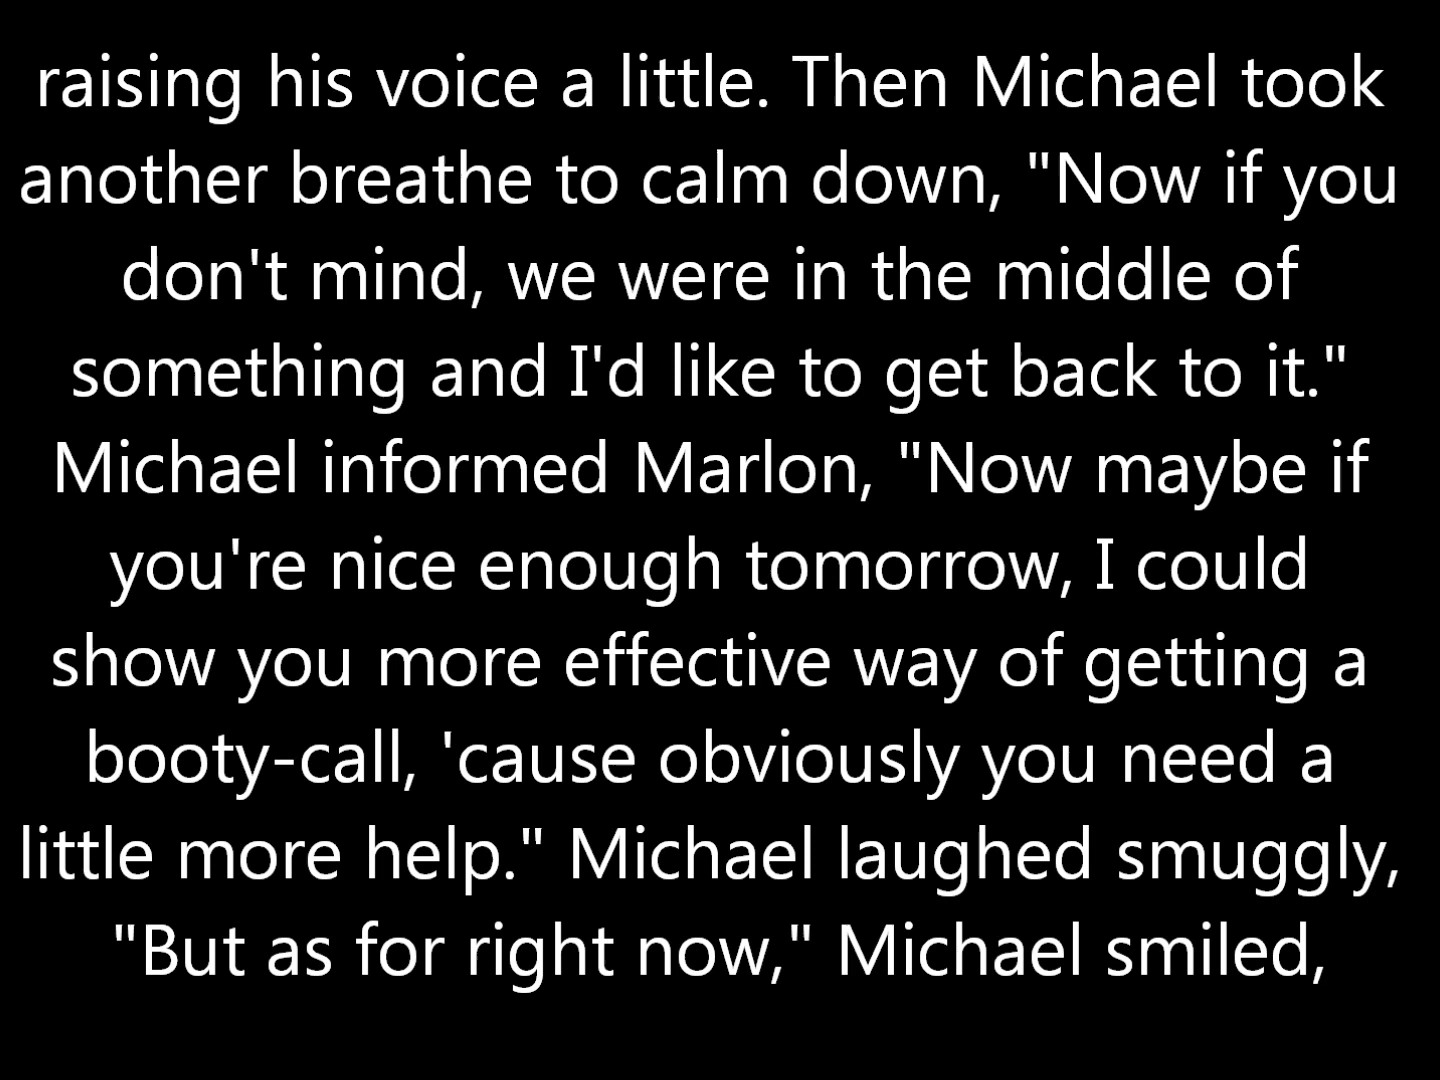 raising his voice a little. Then Michael took
another breathe to calm down, "Now if you
don't mind, we were in the middle of
something and I'd like to get back to it."
Michael informed Marlon, "Now maybe if
you're nice enough tomorrow, I could
show you more effective way of getting a
booty-call, 'cause obviously you need a
little more help." Michael laughed smuggly,
"But as for right now," Michael smiled,